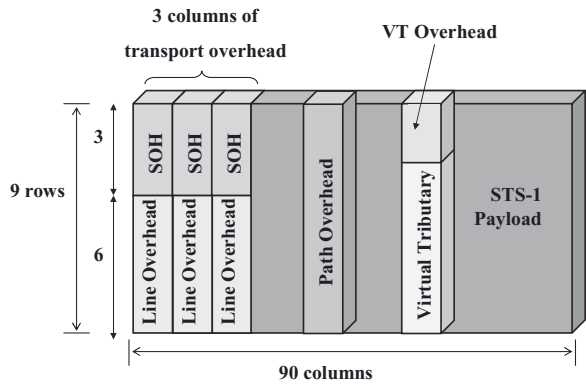 3 columns of
transport overhead
VT Overhead
9 rows
3
6
SOH
SOH
SOH
Line Overhead
Line Overhead
Line Overhead
Path Overhead
Virtual Tributary
STS-1
Payload
90 columns